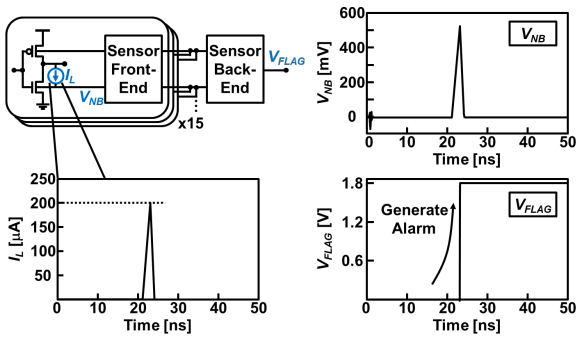 Sensor Front-End
Sensor Back-End
I_L
V_NB
V_FLAG
x15
V_NB [mV]
600
400
200
0
V_NB
0 10 20 30 40 50
Time [ns]
I_L [μA]
250
200
150
100
50
0 10 20 30 40 50
Time [ns]
V_FLAG [V]
1.8
1.2
0.6
Generate
Alarm
V_FLAG
0 10 20 30 40 50
Time [ns]